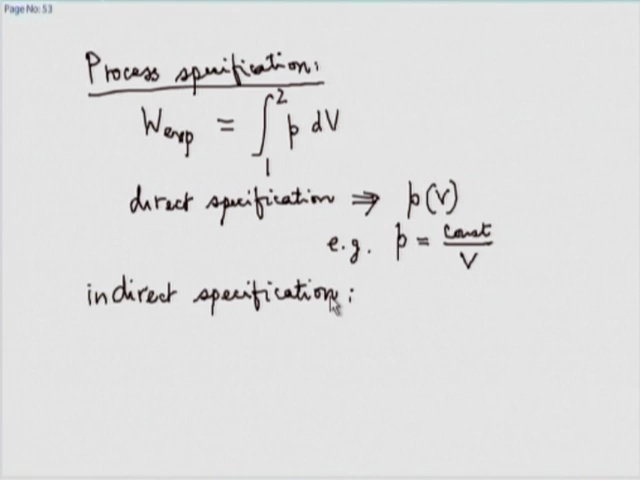 Page No: 53
Process specification:
Wexp = ∫₁² p dV
direct specification ⇒ p(V)
e.g. p = const/V
indirect specification: